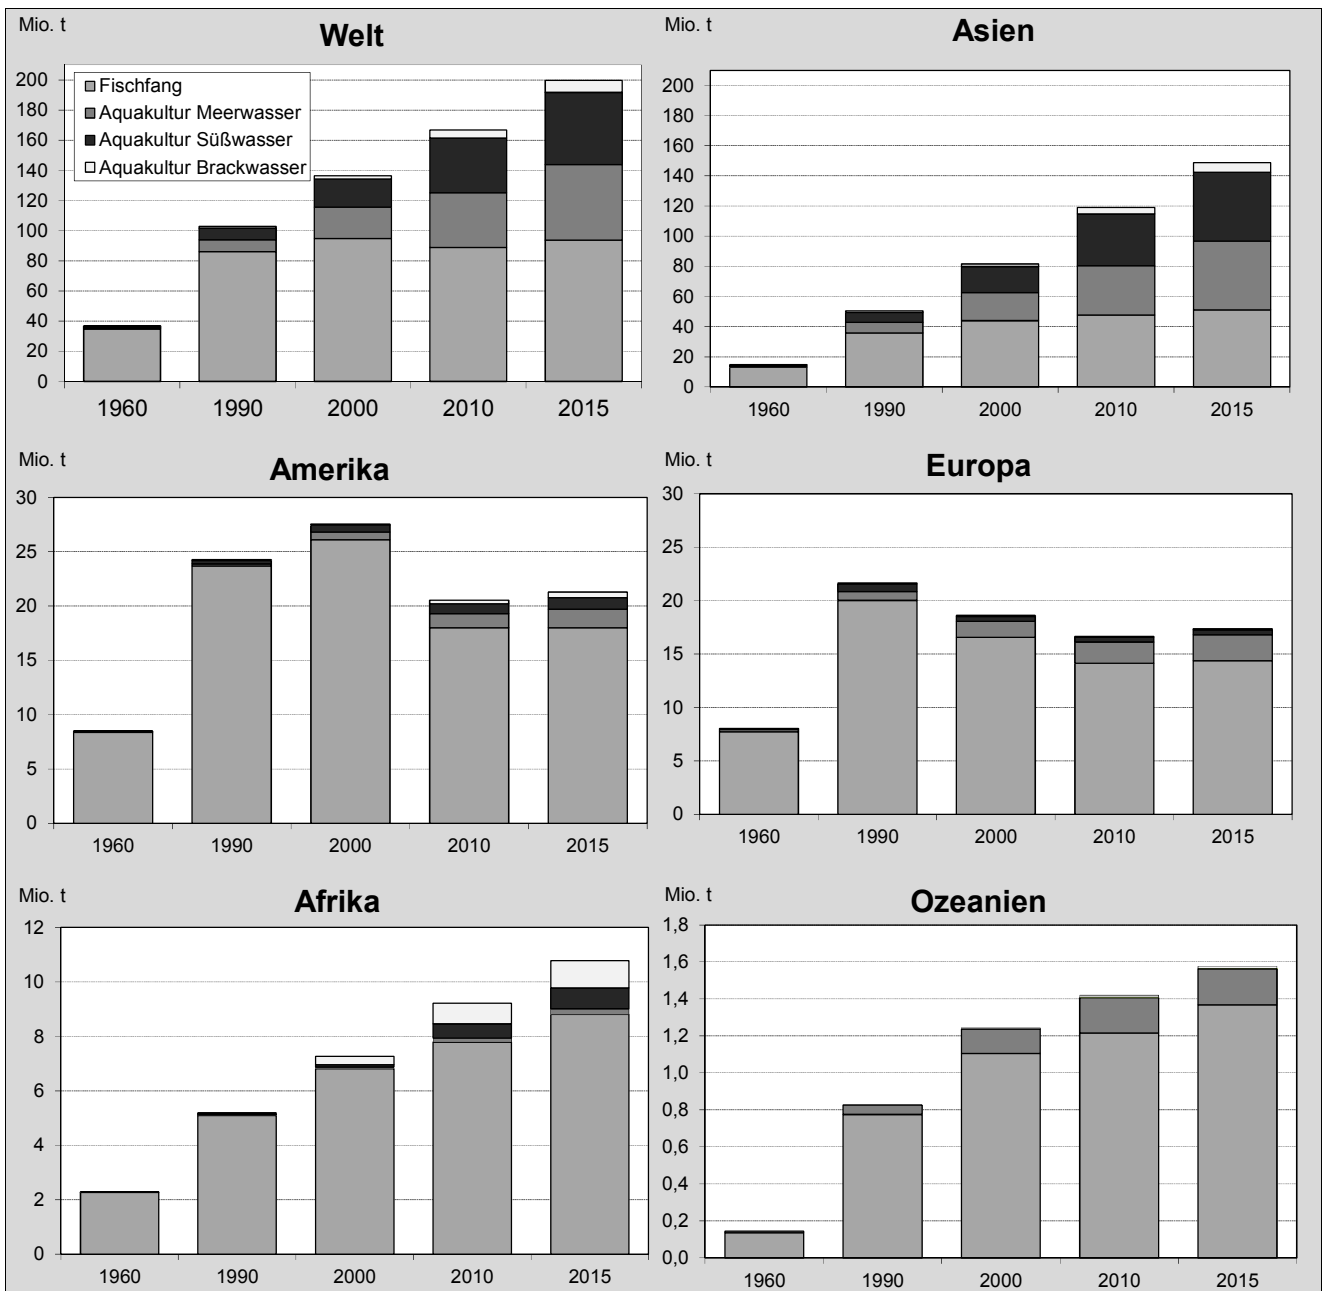 Mio. t
Welt
200
180
160
140
120
100
80
60
40
20
0
Fischfang
Aquakultur Meerwasser
Aquakultur Süßwasser
Aquakultur Brackwasser
1960 1990 2000 2010 2015
Mio. t
Asien
200
180
160
140
120
100
80
60
40
20
0
1960 1990 2000 2010 2015
Mio. t
Amerika
30
25
20
15
10
5
0
1960 1990 2000 2010 2015
Mio. t
Europa
30
25
20
15
10
5
0
1960 1990 2000 2010 2015
Mio. t
Afrika
12
10
8
6
4
2
0
1960 1990 2000 2010 2015
Mio. t
Ozeanien
1,8
1,6
1,4
1,2
1,0
0,8
0,6
0,4
0,2
0,0
1960 1990 2000 2010 2015